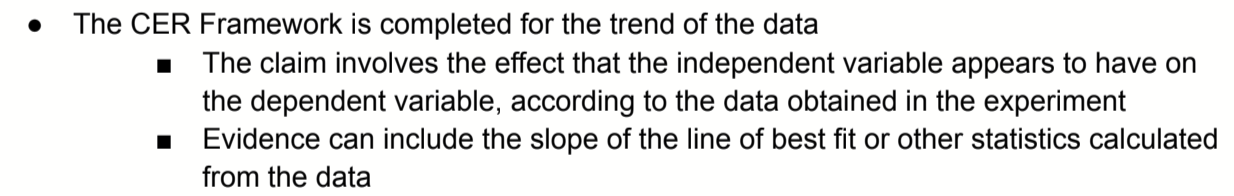 ● The CER Framework is completed for the trend of the data
■ The claim involves the effect that the independent variable appears to have on
the dependent variable, according to the data obtained in the experiment
■ Evidence can include the slope of the line of best fit or other statistics calculated
from the data